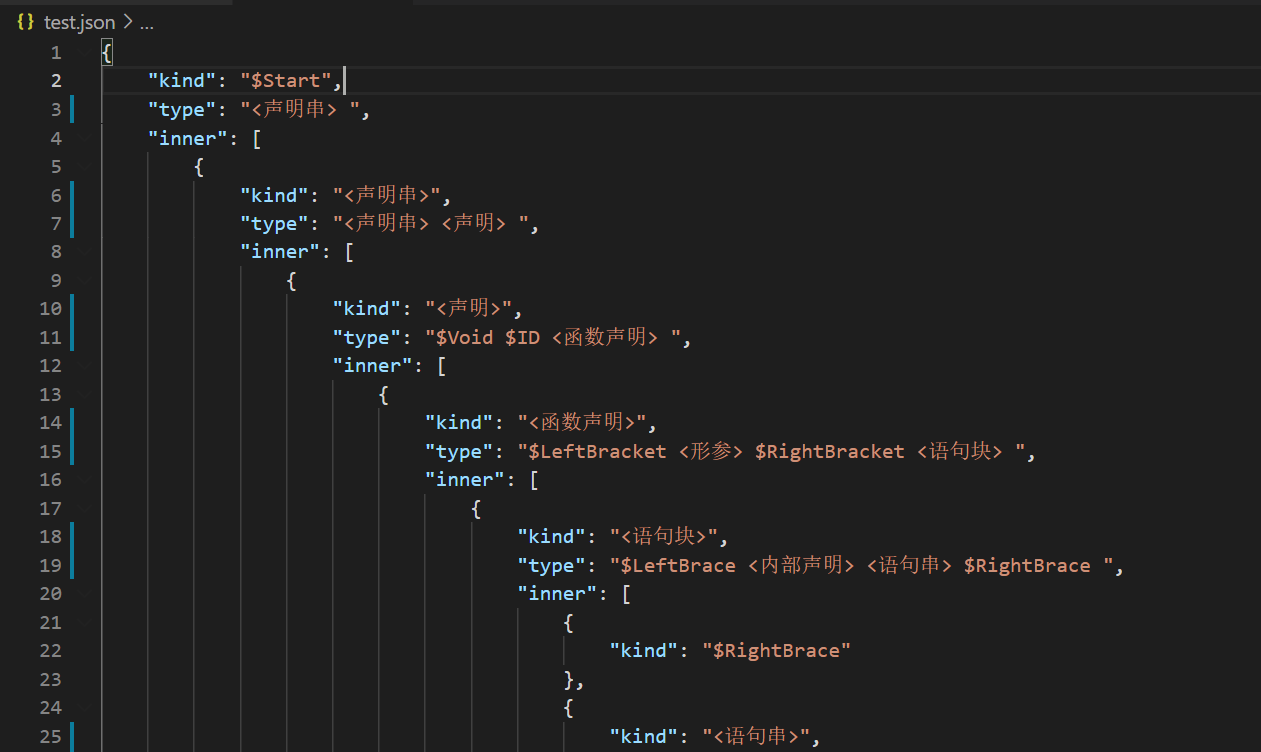 {} test.json > ...
1 {
2 "kind": "$Start",
3 "type": "<声明串> ",
4 "inner": [
5 {
6 "kind": "<声明串>",
7 "type": "<声明串> <声明> ",
8 "inner": [
9 {
10 "kind": "<声明>",
11 "type": "$Void $ID <函数声明> ",
12 "inner": [
13 {
14 "kind": "<函数声明>",
15 "type": "$LeftBracket <形参> $RightBracket <语句块> ",
16 "inner": [
17 {
18 "kind": "<语句块>",
19 "type": "$LeftBrace <内部声明> <语句串> $RightBrace ",
20 "inner": [
21 {
22 "kind": "$RightBrace"
23 },
24 {
25 "kind": "<语句串>",